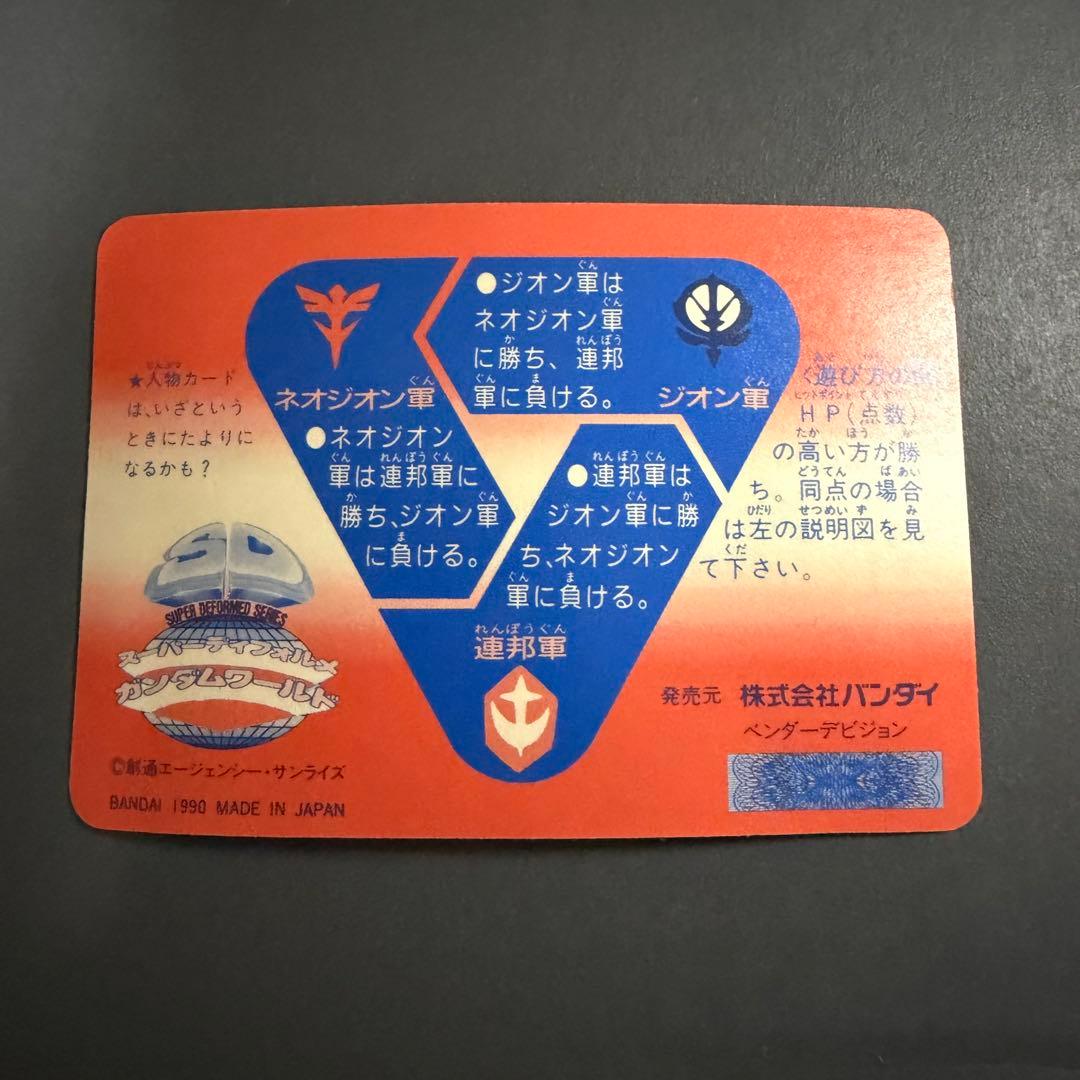 ●ジオン軍は
ネオジオン軍
に勝ち、連邦
軍に負ける。
ネオジオン軍
ジオン軍
●ネオジオン
軍は連邦軍に
勝ち、ジオン軍
に負ける。
●連邦軍は
ジオン軍に勝
ち、ネオジオン
軍に負ける。
連邦軍
★人物カード
は、いざという
ときにたよりに
なるかも?
〈遊び方の
HP(点数)
の高い方が勝
ち。同点の場合
は左の説明図を見
て下さい。
SUPER DEFORMED SERIES
スーパーディフォルメ
ガンダムワールド
©創通エージェンシー・サンライズ
BANDAI 1990 MADE IN JAPAN
発売元 株式会社バンダイ
ベンダーデビジョン